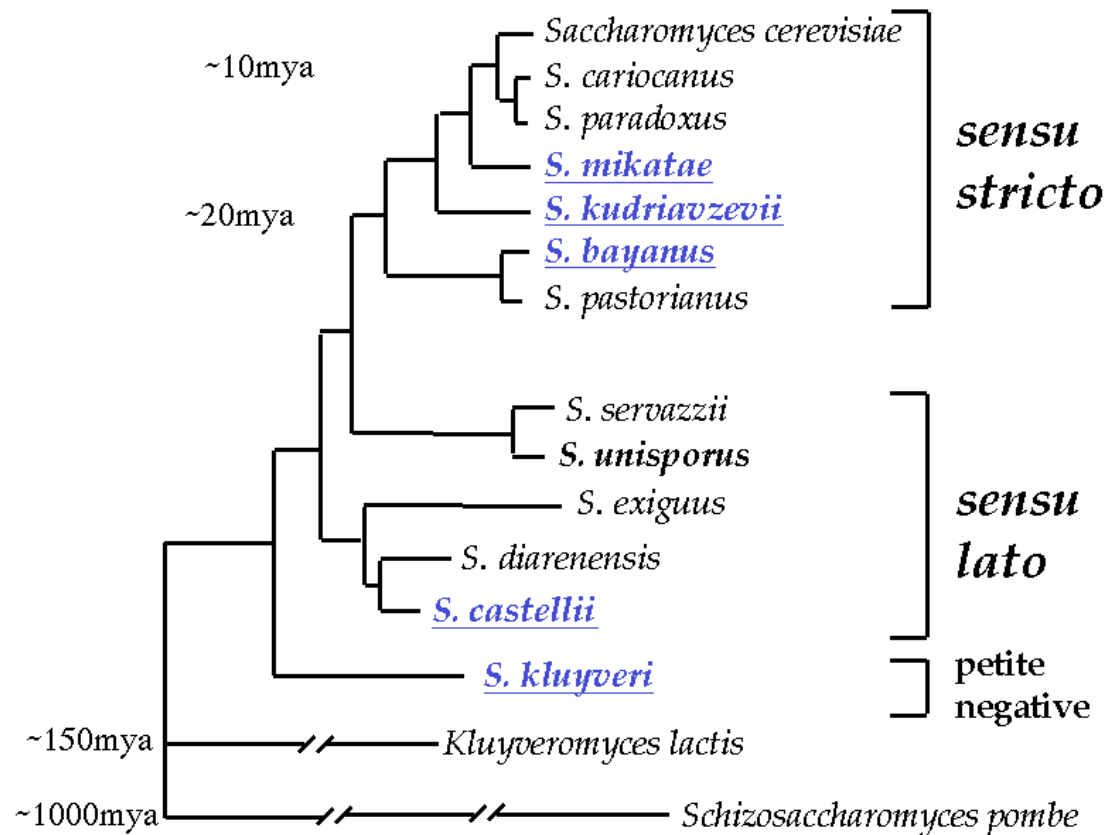 Saccharomyces cerevisiae
~10mya
S. cariocanus
S. paradoxus
sensu
stricto
S. mikatae
S. kudriavzevii
~20mya
S. bayanus
S. pastorianus
S. servazzii
S. unisporus
S. exiguus
sensu
lato
S. diarenensis
S. castellii
S. kluyveri
petite
negative
~150mya
Kluyveromyces lactis
~1000mya
Schizosaccharomyces pombe